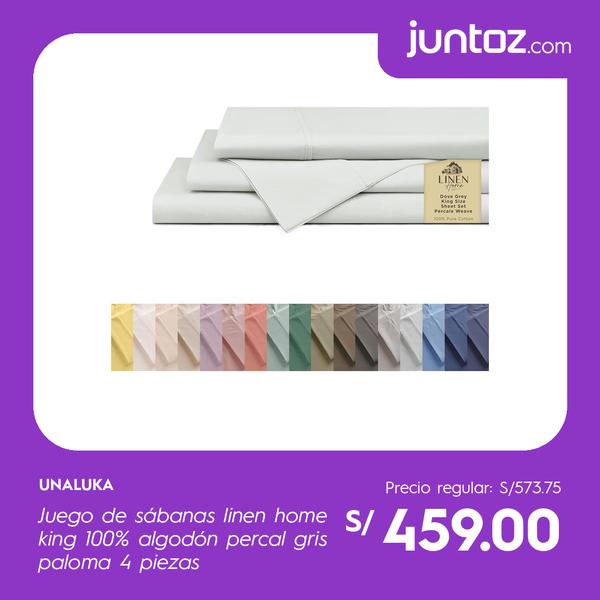 juntoz.com
LINEN
Home
Dove Grey
King Size
Sheet Set
Percale Weave
100% Pure Cotton
UNALUKA
Juego de sábanas linen home
king 100% algodón percal gris
paloma 4 piezas
Precio regular: S/573.75
S/ 459.00